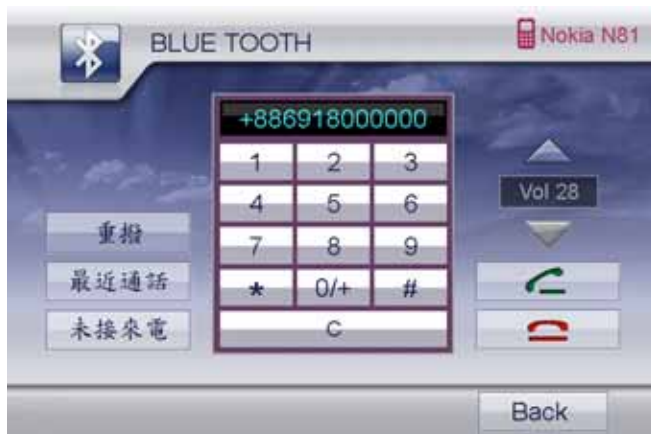 BLUE TOOTH
Nokia N81
+886918000000
1 2 3
4 5 6
7 8 9
* 0/+ #
C
Vol 28
重撥
最近通話
未接來電
Back